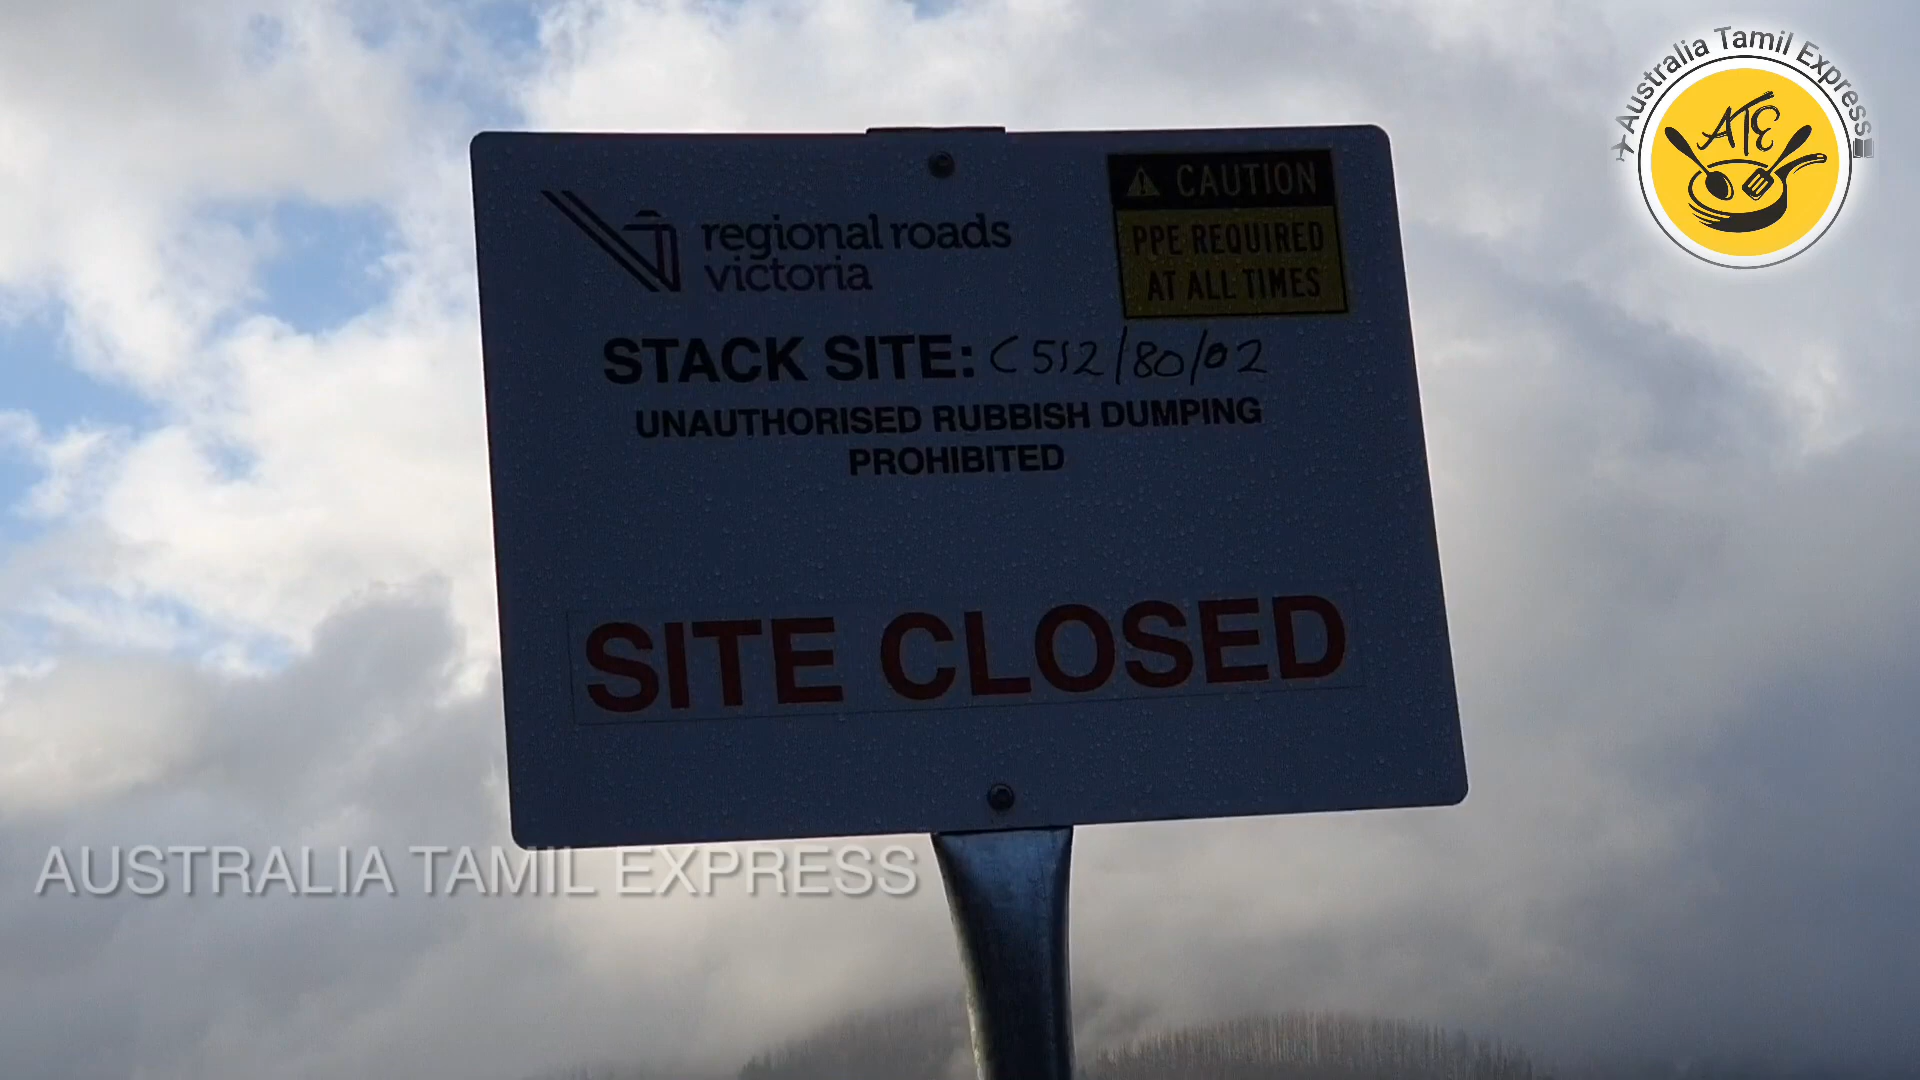 Australia Tamil Express
ATE
regional roads
victoria
CAUTION
PPE REQUIRED
AT ALL TIMES
STACK SITE: C512/80/02
UNAUTHORISED RUBBISH DUMPING
PROHIBITED
SITE CLOSED
AUSTRALIA TAMIL EXPRESS